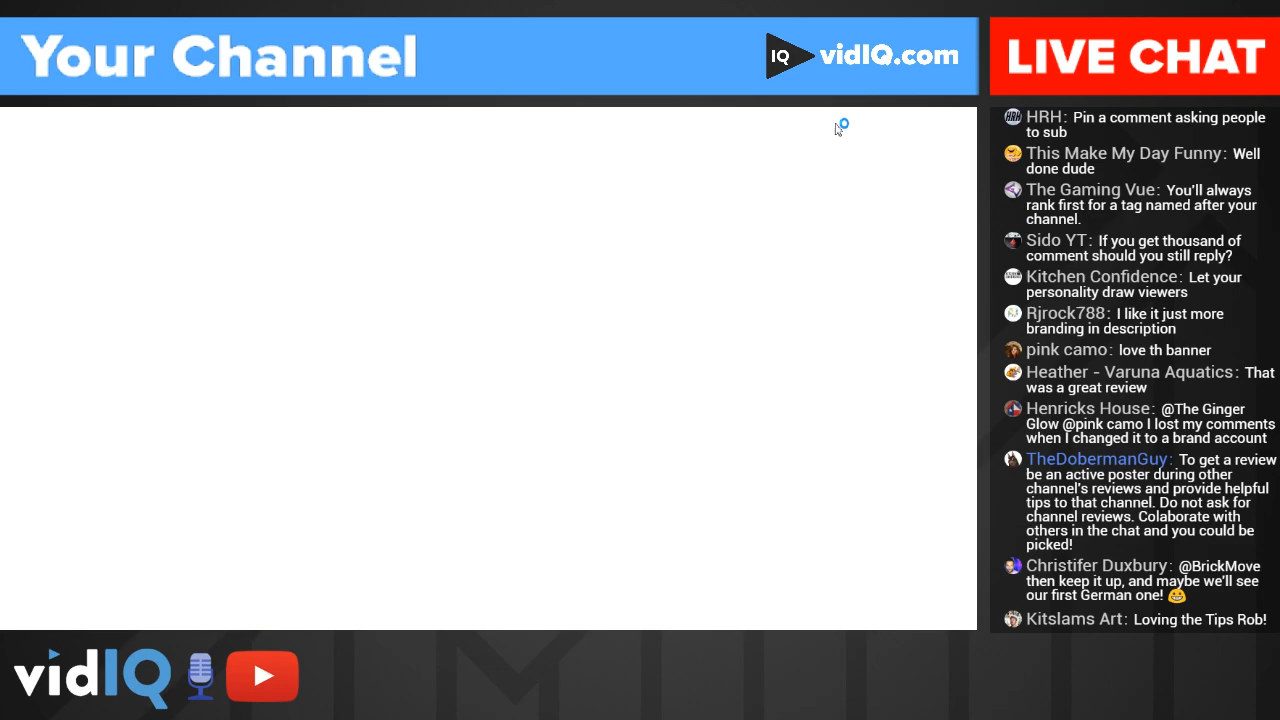 Your Channel
IQ vidIQ.com
LIVE CHAT
HRH: Pin a comment asking people
to sub
This Make My Day Funny: Well
done dude
The Gaming Vue: You'll always
rank first for a tag named after your
channel.
Sido YT: If you get thousand of
comment should you still reply?
Kitchen Confidence: Let your
personality draw viewers
Rjrock788: I like it just more
branding in description
pink camo: love th banner
Heather - Varuna Aquatics: That
was a great review
Henricks House: @The Ginger
Glow @pink camo I lost my comments
when I changed it to a brand account
TheDobermanGuy: To get a review
be an active poster during other
channel's reviews and provide helpful
tips to that channel. Do not ask for
channel reviews. Colaborate with
others in the chat and you could be
picked!
Christifer Duxbury: @BrickMove
then keep it up, and maybe we'll see
our first German one! 😀
Kitslams Art: Loving the Tips Rob!
vidIQ